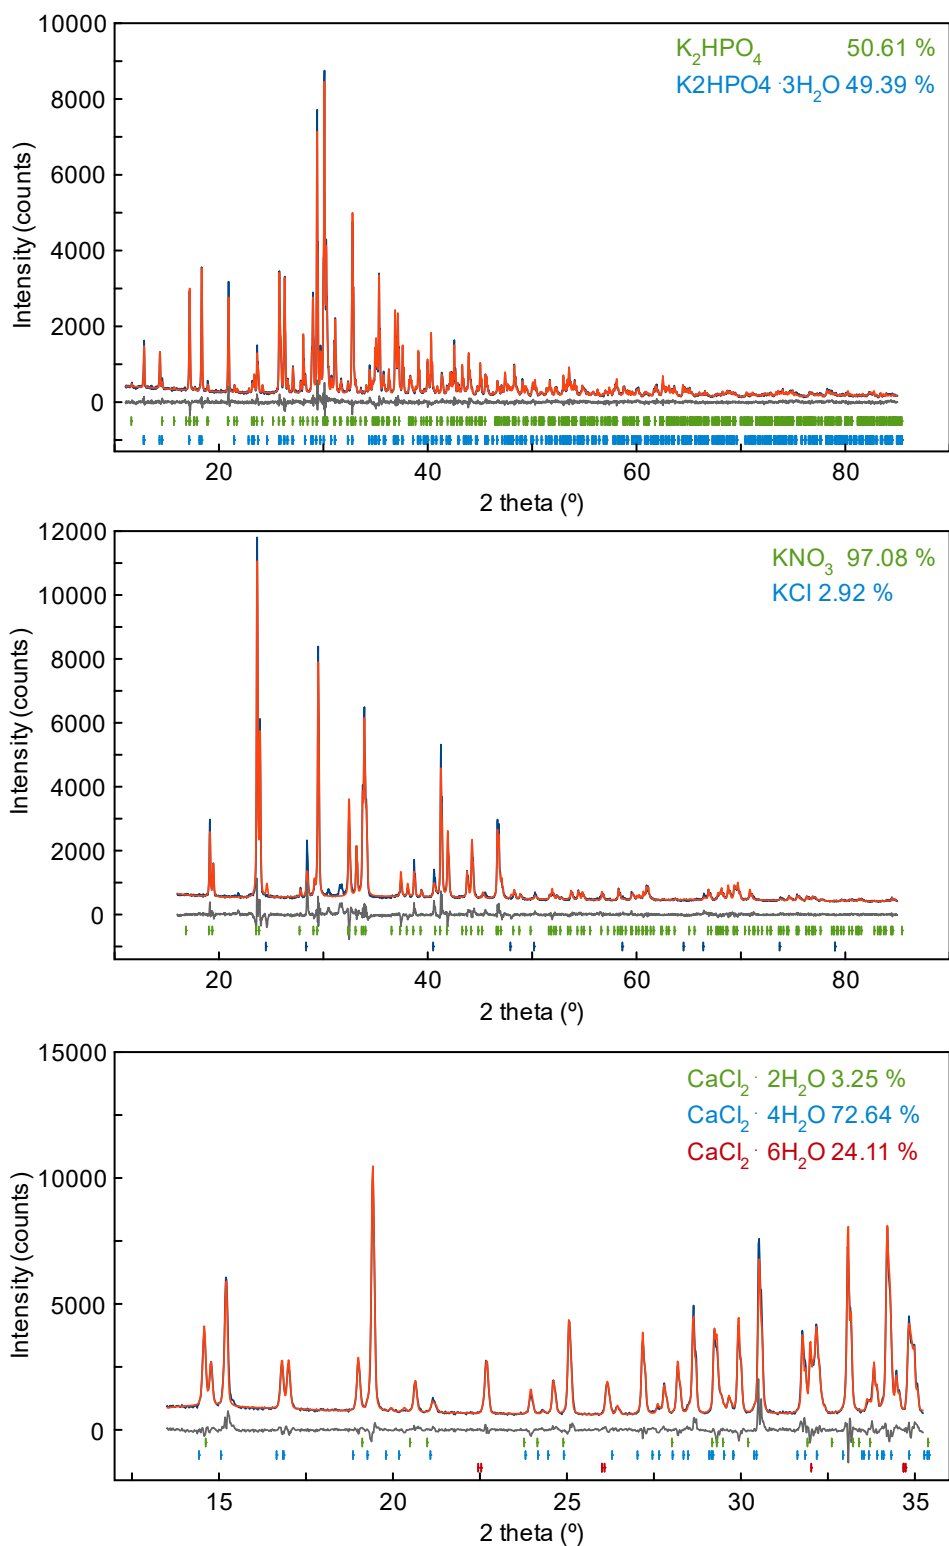 10000
8000
6000
4000
2000
0
Intensity (counts)
K₂HPO₄ 50.61 %
K2HPO4 ·3H₂O 49.39 %
20 40 60 80
2 theta (º)
12000
10000
8000
6000
4000
2000
0
Intensity (counts)
KNO₃ 97.08 %
KCl 2.92 %
20 40 60 80
2 theta (º)
15000
10000
5000
0
Intensity (counts)
CaCl₂· 2H₂O 3.25 %
CaCl₂· 4H₂O 72.64 %
CaCl₂· 6H₂O 24.11 %
15 20 25 30 35
2 theta (º)